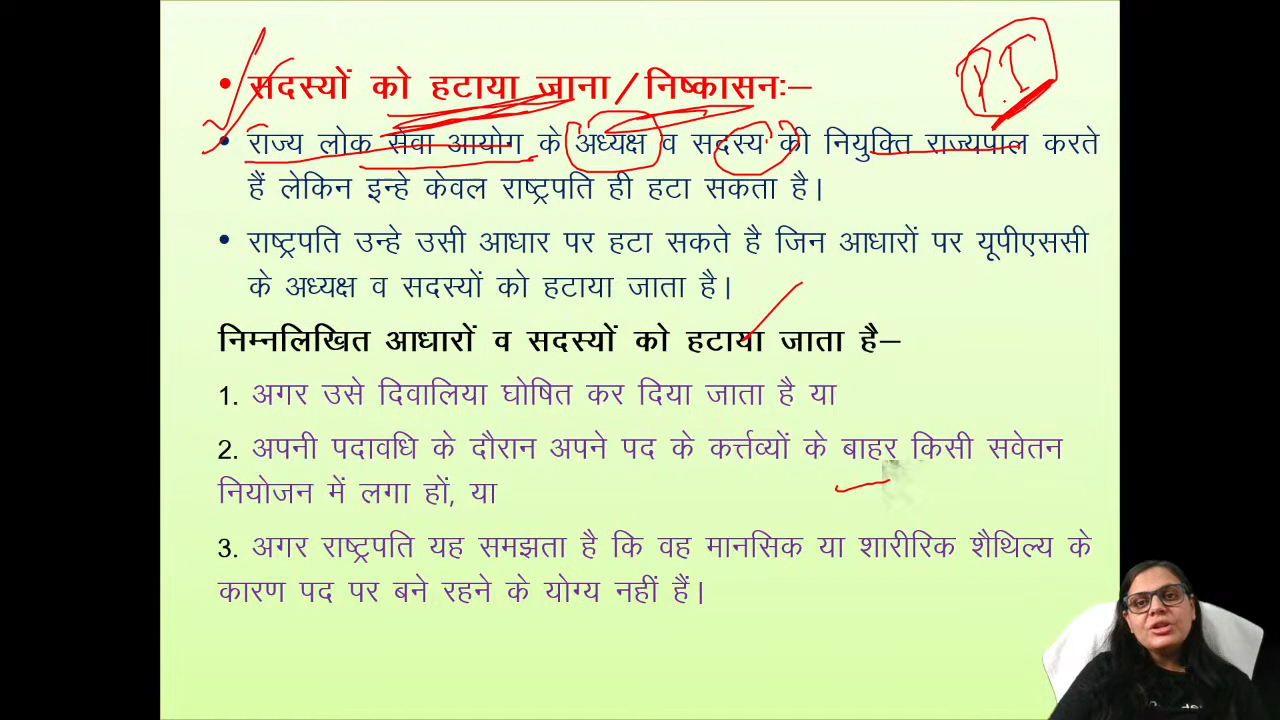 PT
• सदस्यों को हटाया जाना/निष्कासनः–
• राज्य लोक सेवा आयोग के अध्यक्ष व सदस्य की नियुक्ति राज्यपाल करते
हैं लेकिन इन्हे केवल राष्ट्रपति ही हटा सकता है।
• राष्ट्रपति उन्हे उसी आधार पर हटा सकते है जिन आधारों पर यूपीएससी
के अध्यक्ष व सदस्यों को हटाया जाता है।
निम्नलिखित आधारों व सदस्यों को हटाया जाता है–
1. अगर उसे दिवालिया घोषित कर दिया जाता है या
2. अपनी पदावधि के दौरान अपने पद के कर्त्तव्यों के बाहर किसी सवेतन
नियोजन में लगा हों, या
3. अगर राष्ट्रपति यह समझता है कि वह मानसिक या शारीरिक शैथिल्य के
कारण पद पर बने रहने के योग्य नहीं हैं।